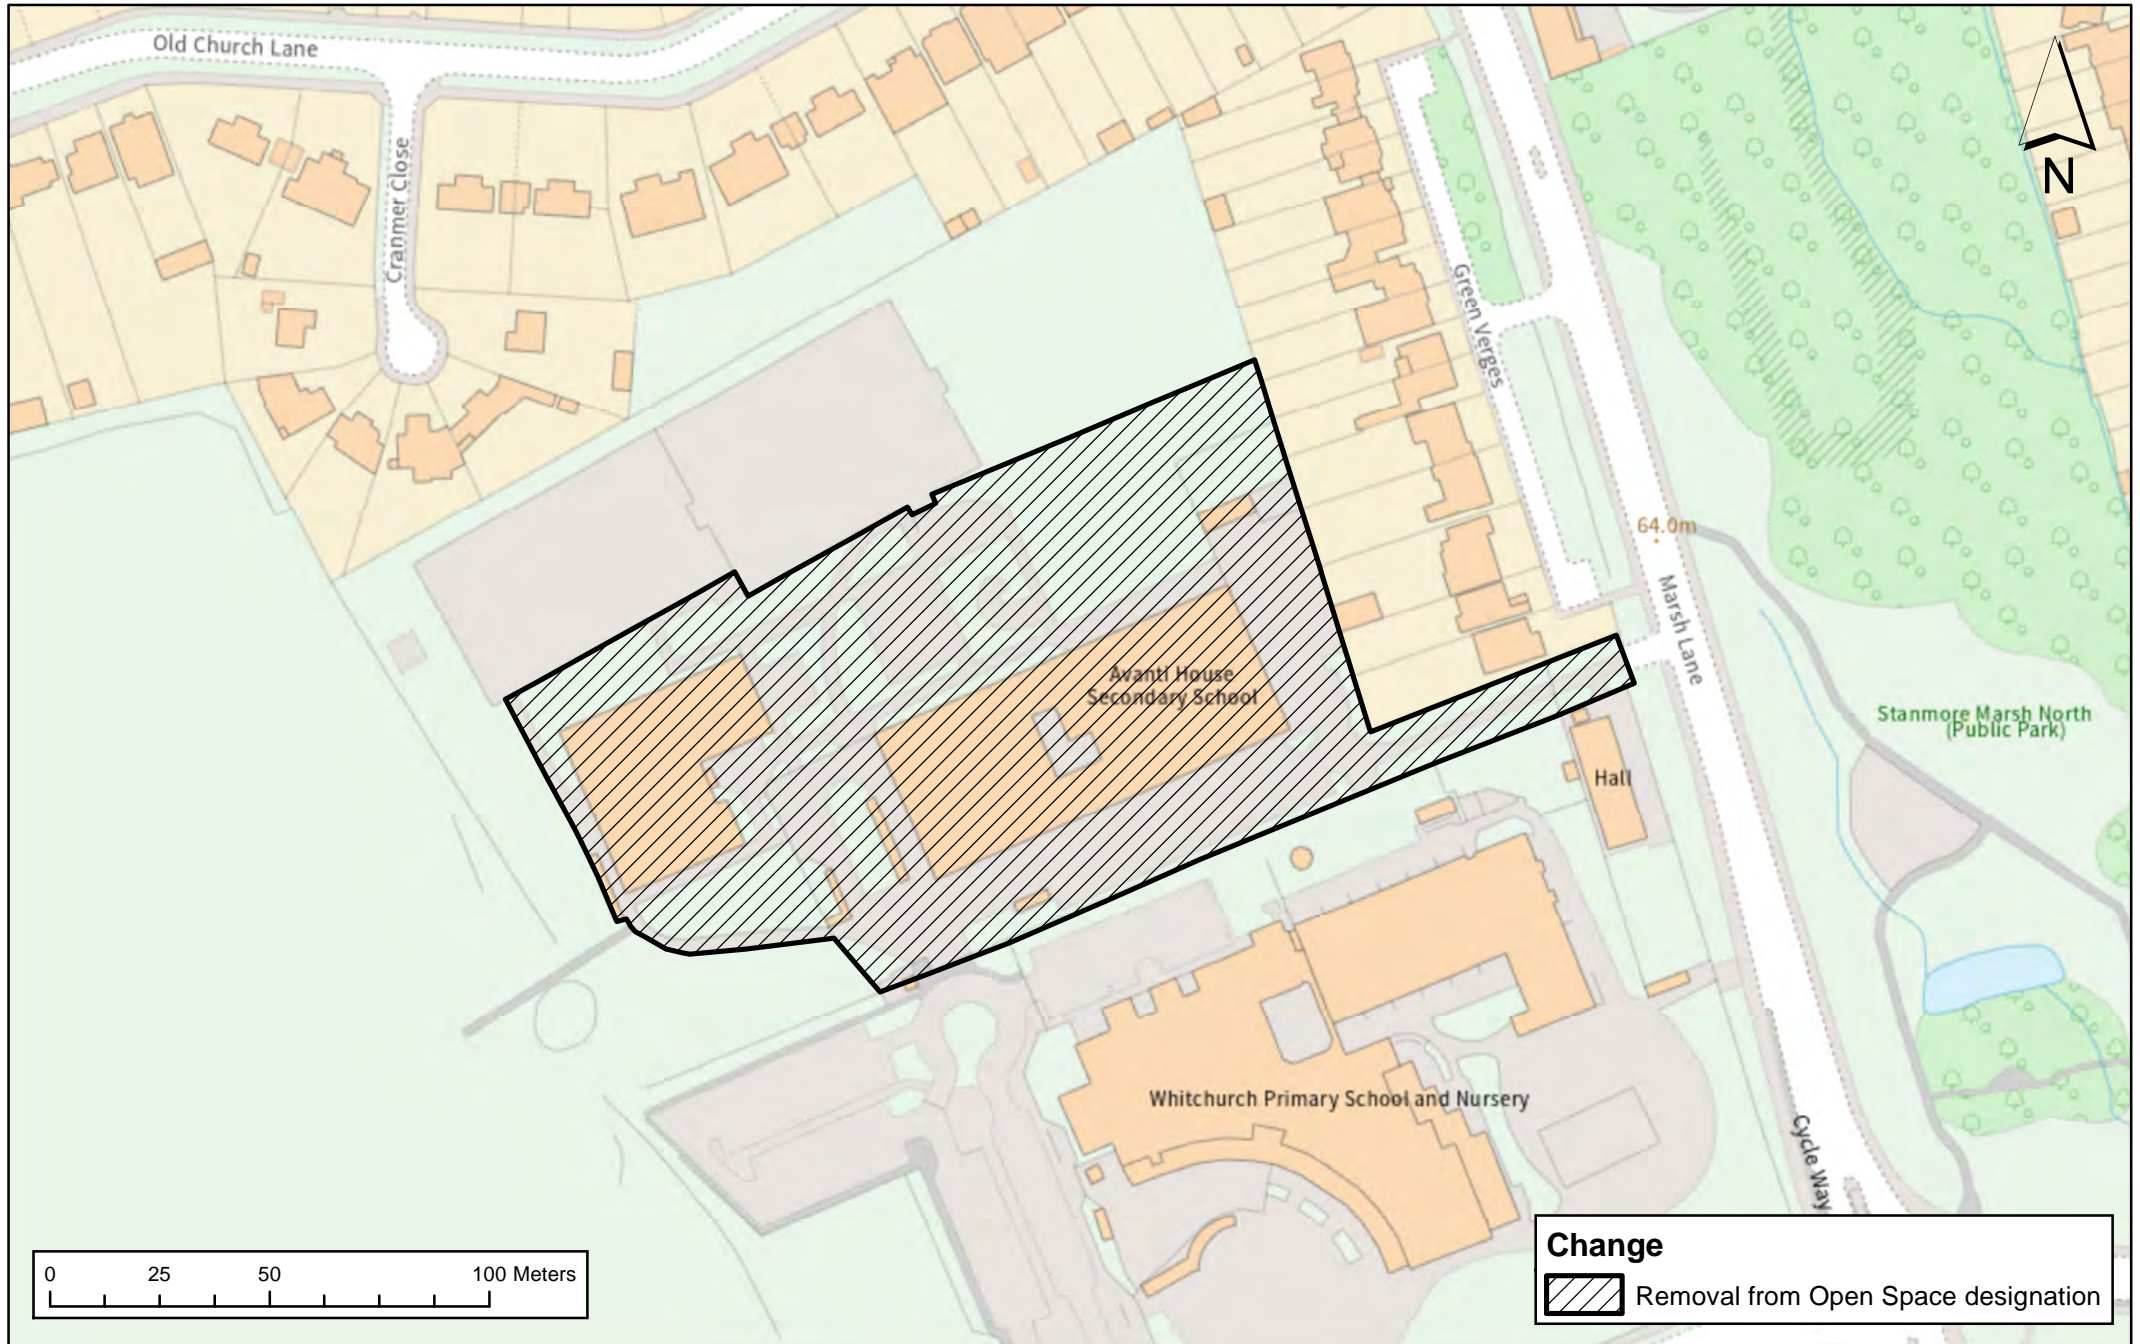 Old Church Lane
Cranmer Close
N
Green Verges
64.0m
Marsh Lane
Avanti House
Secondary School
Stanmore Marsh North
(Public Park)
Hall
Whitchurch Primary School and Nursery
Cycle Way
0 25 50 100 Meters
Change
Removal from Open Space designation